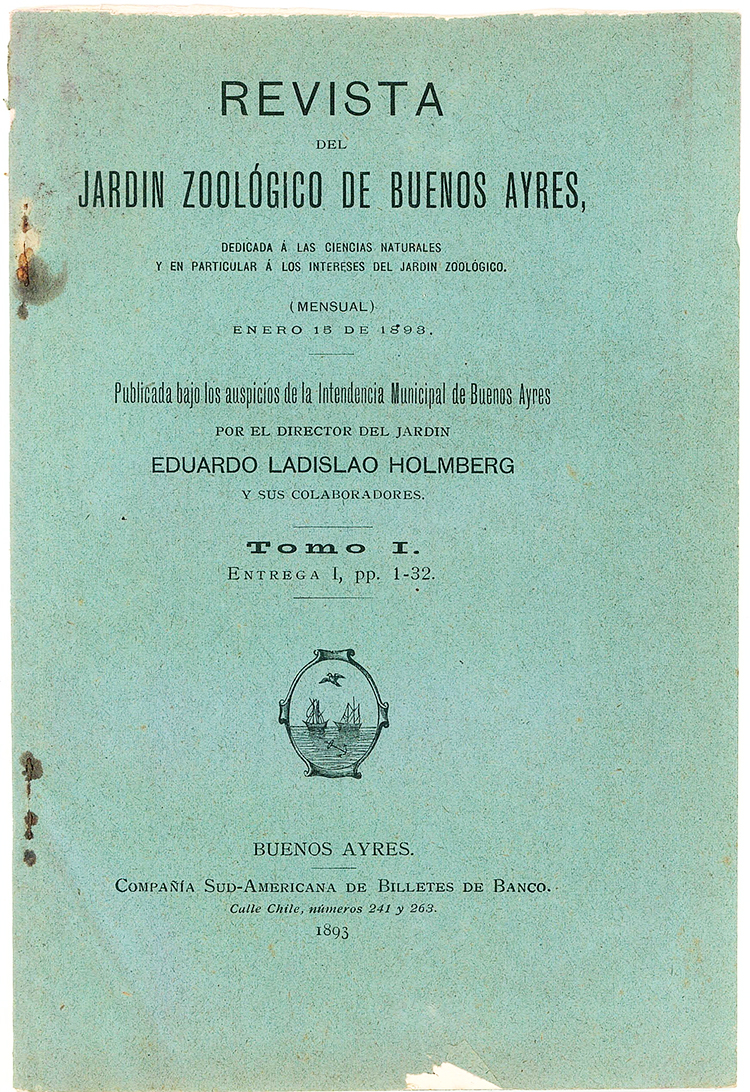 REVISTA
DEL
JARDIN ZOOLÓGICO DE BUENOS AYRES,
DEDICADA Á LAS CIENCIAS NATURALES
Y EN PARTICULAR Á LOS INTERESES DEL JARDIN ZOOLÓGICO.
(MENSUAL)
ENERO 15 DE 1893.
Publicada bajo los auspicios de la Intendencia Municipal de Buenos Ayres
POR EL DIRECTOR DEL JARDIN
EDUARDO LADISLAO HOLMBERG
Y SUS COLABORADORES.
Tomo I.
ENTREGA I, pp. 1-32.
BUENOS AYRES.
COMPAÑÍA SUD-AMERICANA DE BILLETES DE BANCO.
Calle Chile, números 241 y 263.
1893